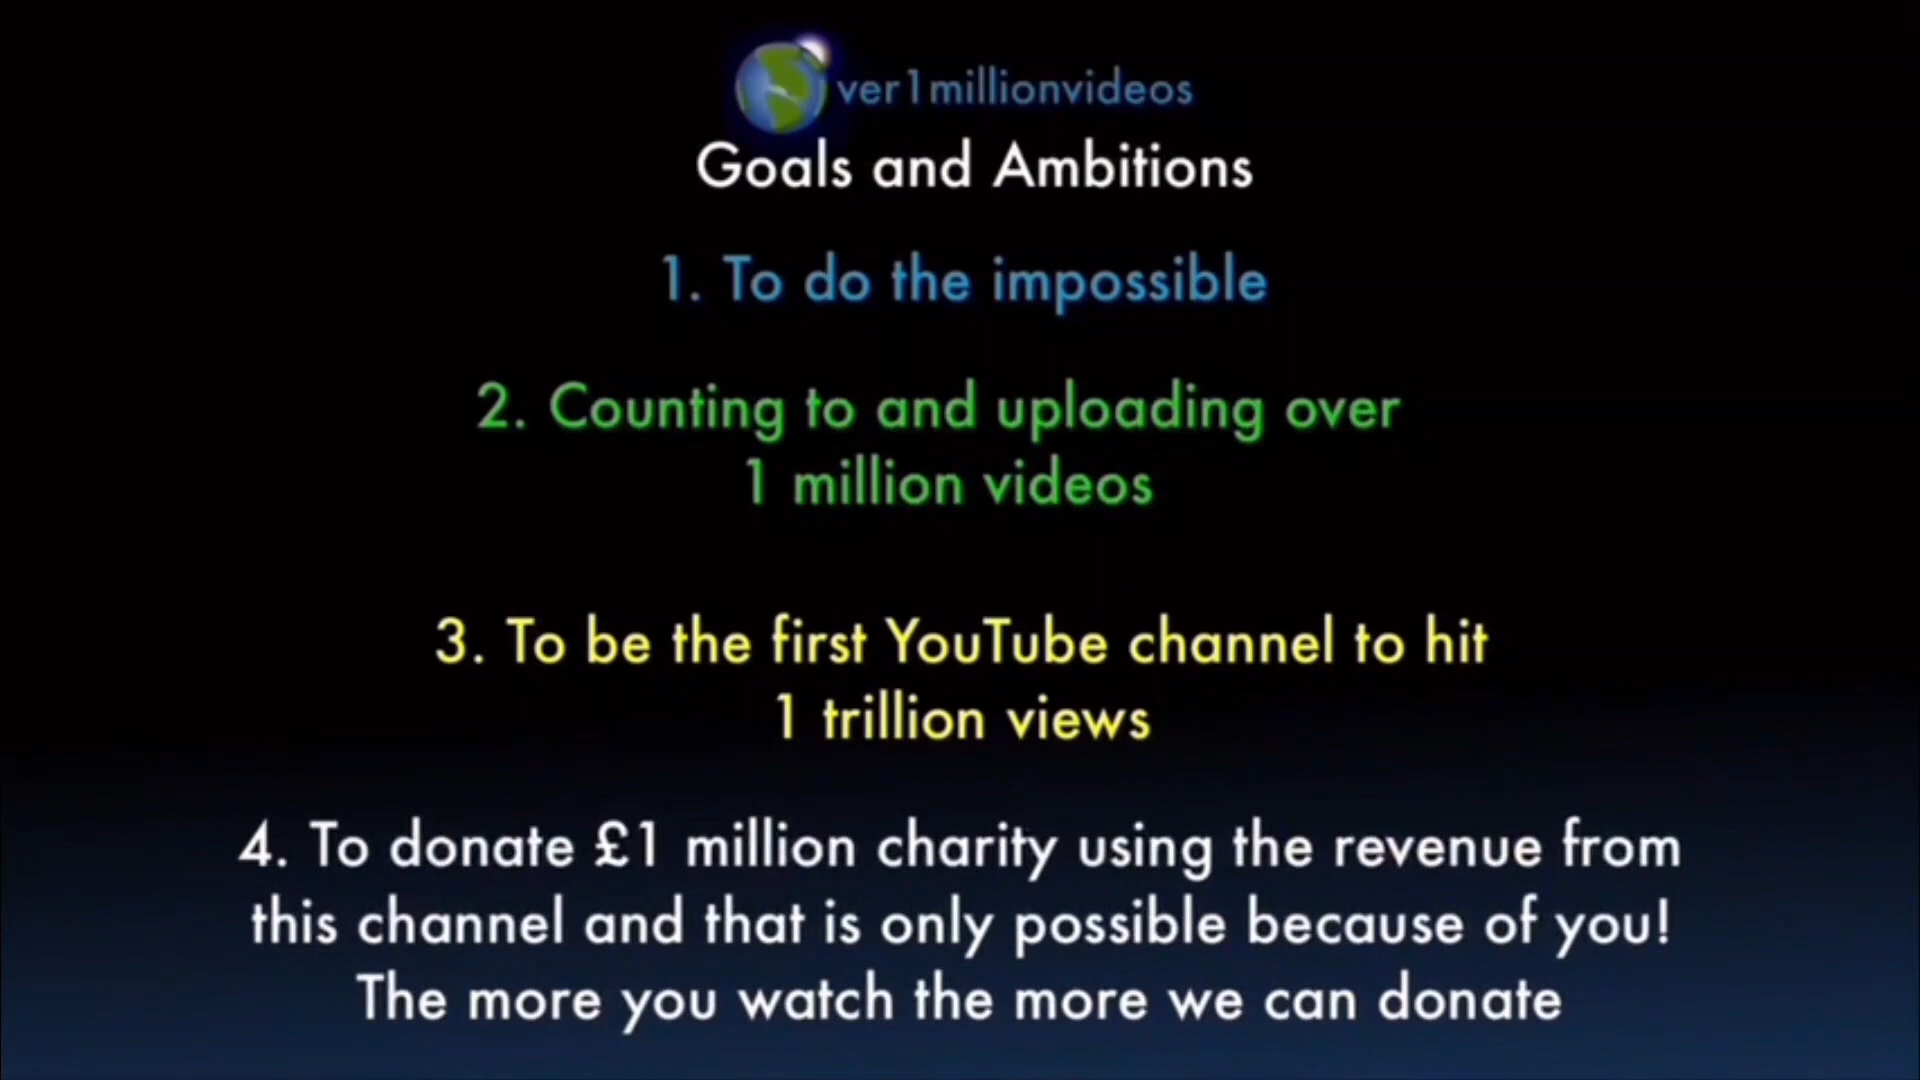 ver1millionvideos
Goals and Ambitions
1. To do the impossible
2. Counting to and uploading over
1 million videos
3. To be the first YouTube channel to hit
1 trillion views
4. To donate £1 million charity using the revenue from
this channel and that is only possible because of you!
The more you watch the more we can donate